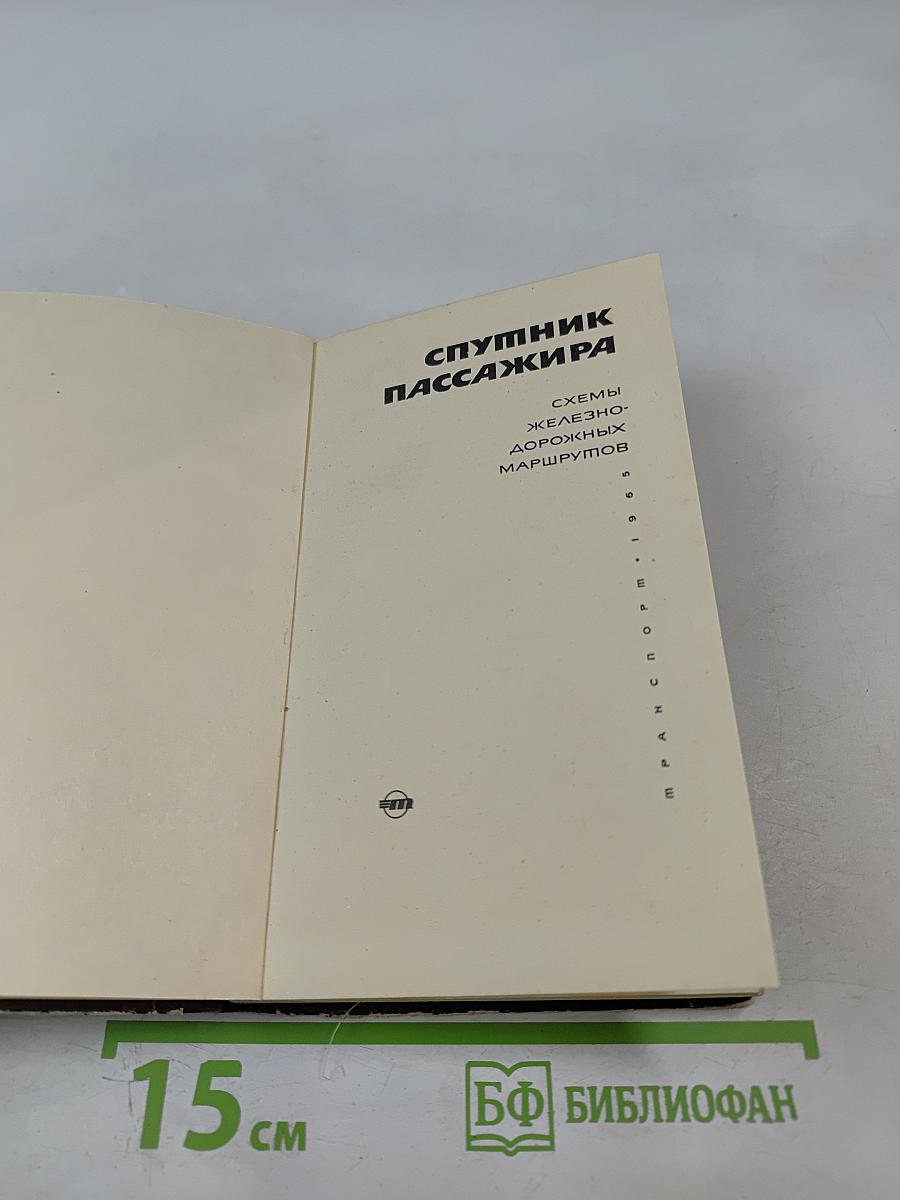 СПУТНИК
ПАССАЖИРА
СХЕМЫ
ЖЕЛЕЗНО-
ДОРОЖНЫХ
МАРШРУТОВ
ТРАНСПОРТ • 1965
Т
15 см
БФ БИБЛИОФАН